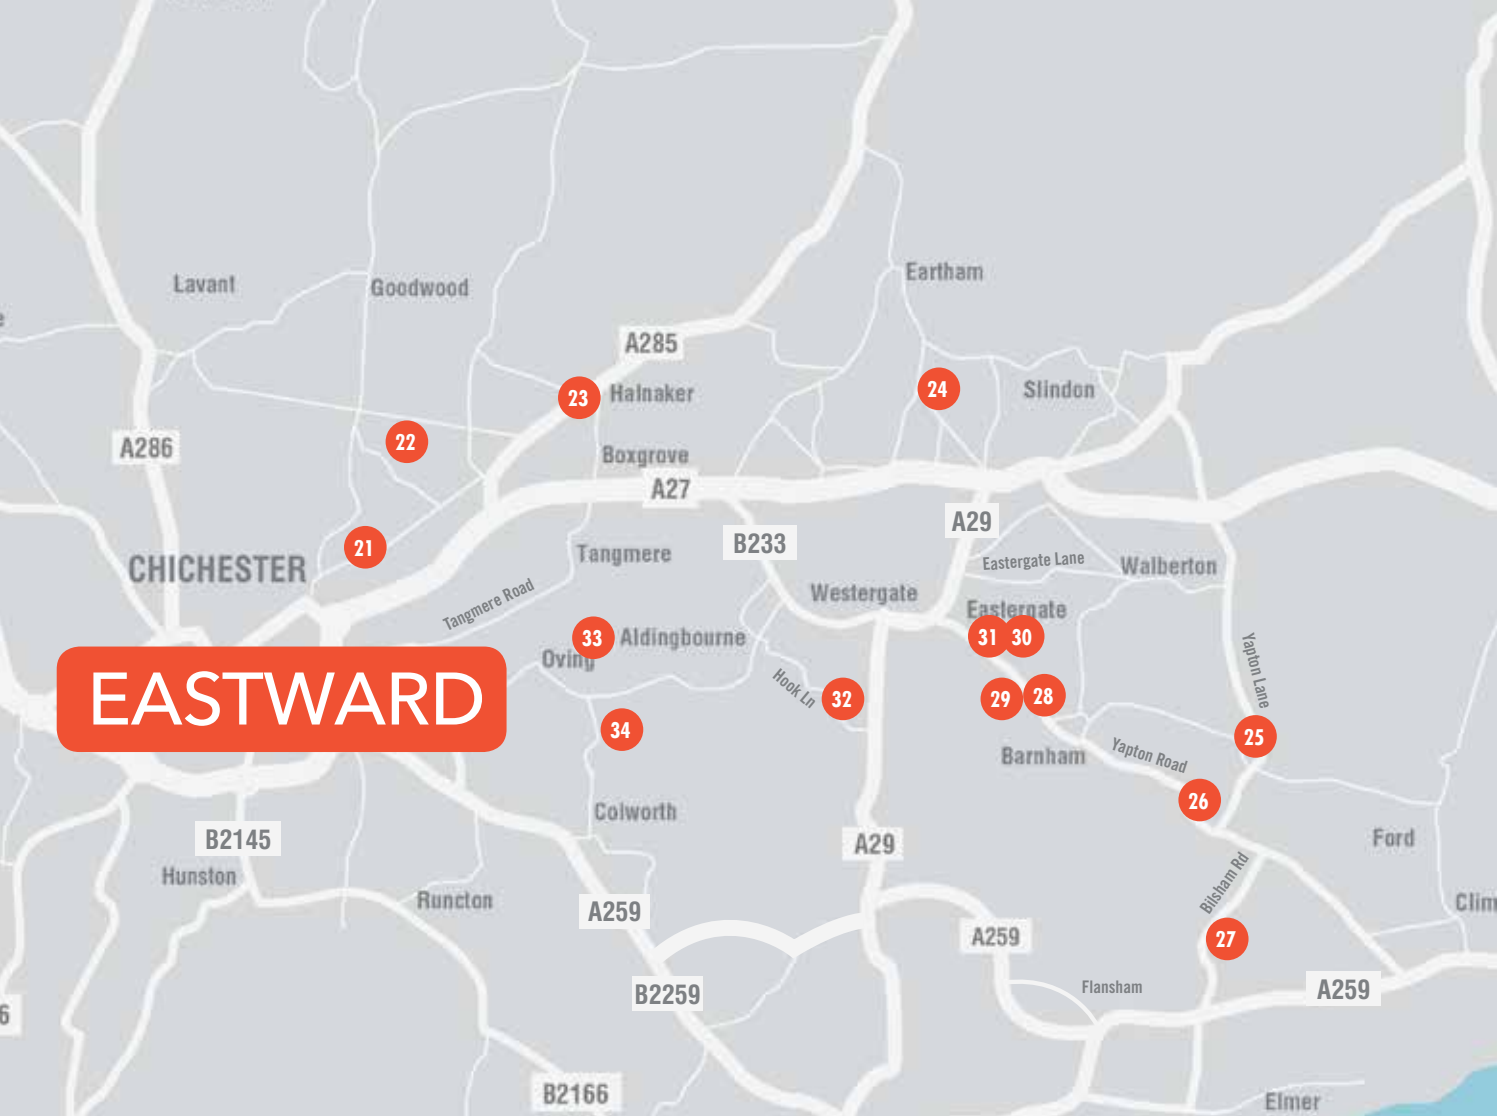 Eartham
Lavant
Goodwood
A285
24
Slindon
23
Halnaker
22
A286
Boxgrove
A27
A29
B233
21
Tangmere
Eastergate Lane
Walberton
CHICHESTER
Tangmere Road
Westergate
Eastergate
33
Aldingbourne
31
30
Oving
Yapton Lane
Hook Ln
32
29
28
EASTWARD
34
25
Barnham
Yapton Road
26
Colworth
B2145
A29
Ford
Hunston
Bilsham Rd
Runcton
A259
Clim
A259
27
B2259
Flansham
A259
6
B2166
Elmer